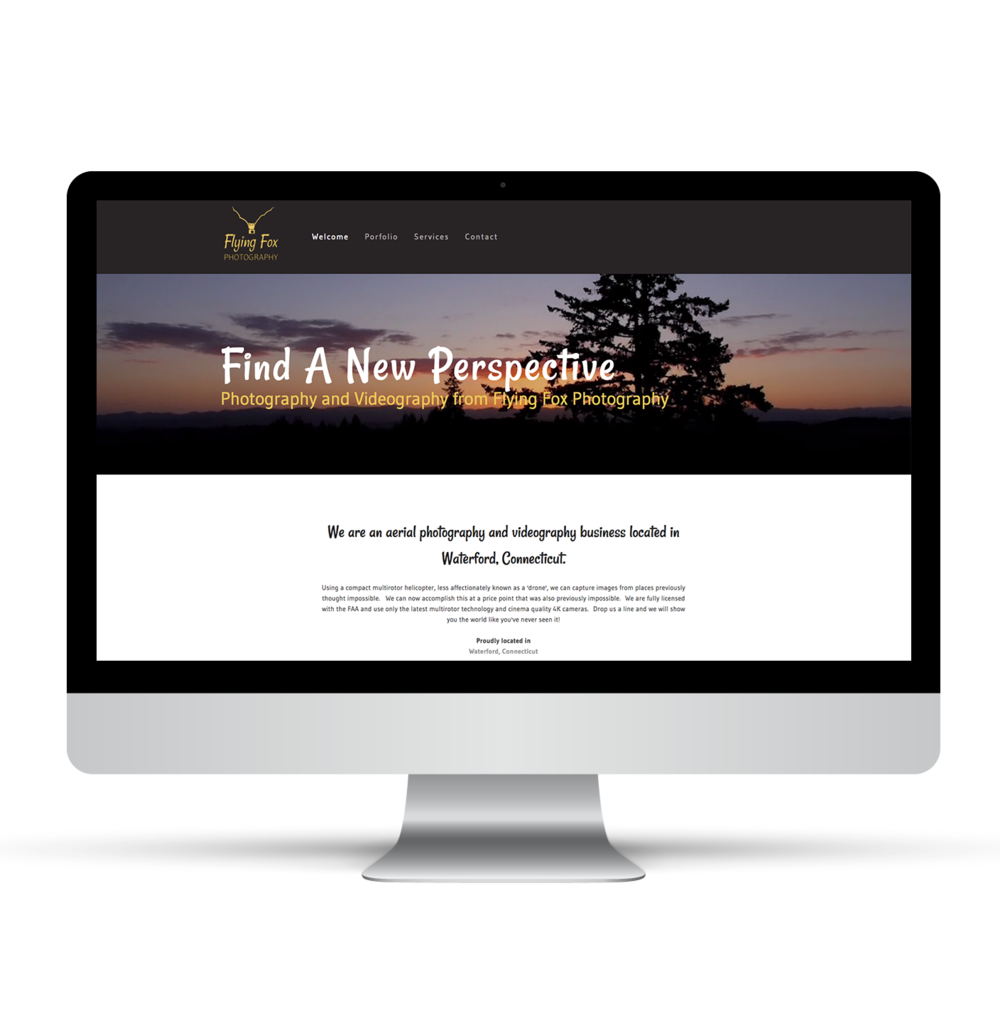 Flying Fox
PHOTOGRAPHY
Welcome Porfolio Services Contact
Find A New Perspective
Photography and Videography from Flying Fox Photography
We are an aerial photography and videography business located in
Waterford, Connecticut.
Using a compact multirotor helicopter, less affectionately known as a 'drone', we can capture images from places previously
thought impossible. We can now accomplish this at a price point that was also previously impossible. We are fully licensed
with the FAA and use only the latest multirotor technology and cinema quality 4K cameras. Drop us a line and we will show
you the world like you've never seen it!
Proudly located in
Waterford, Connecticut